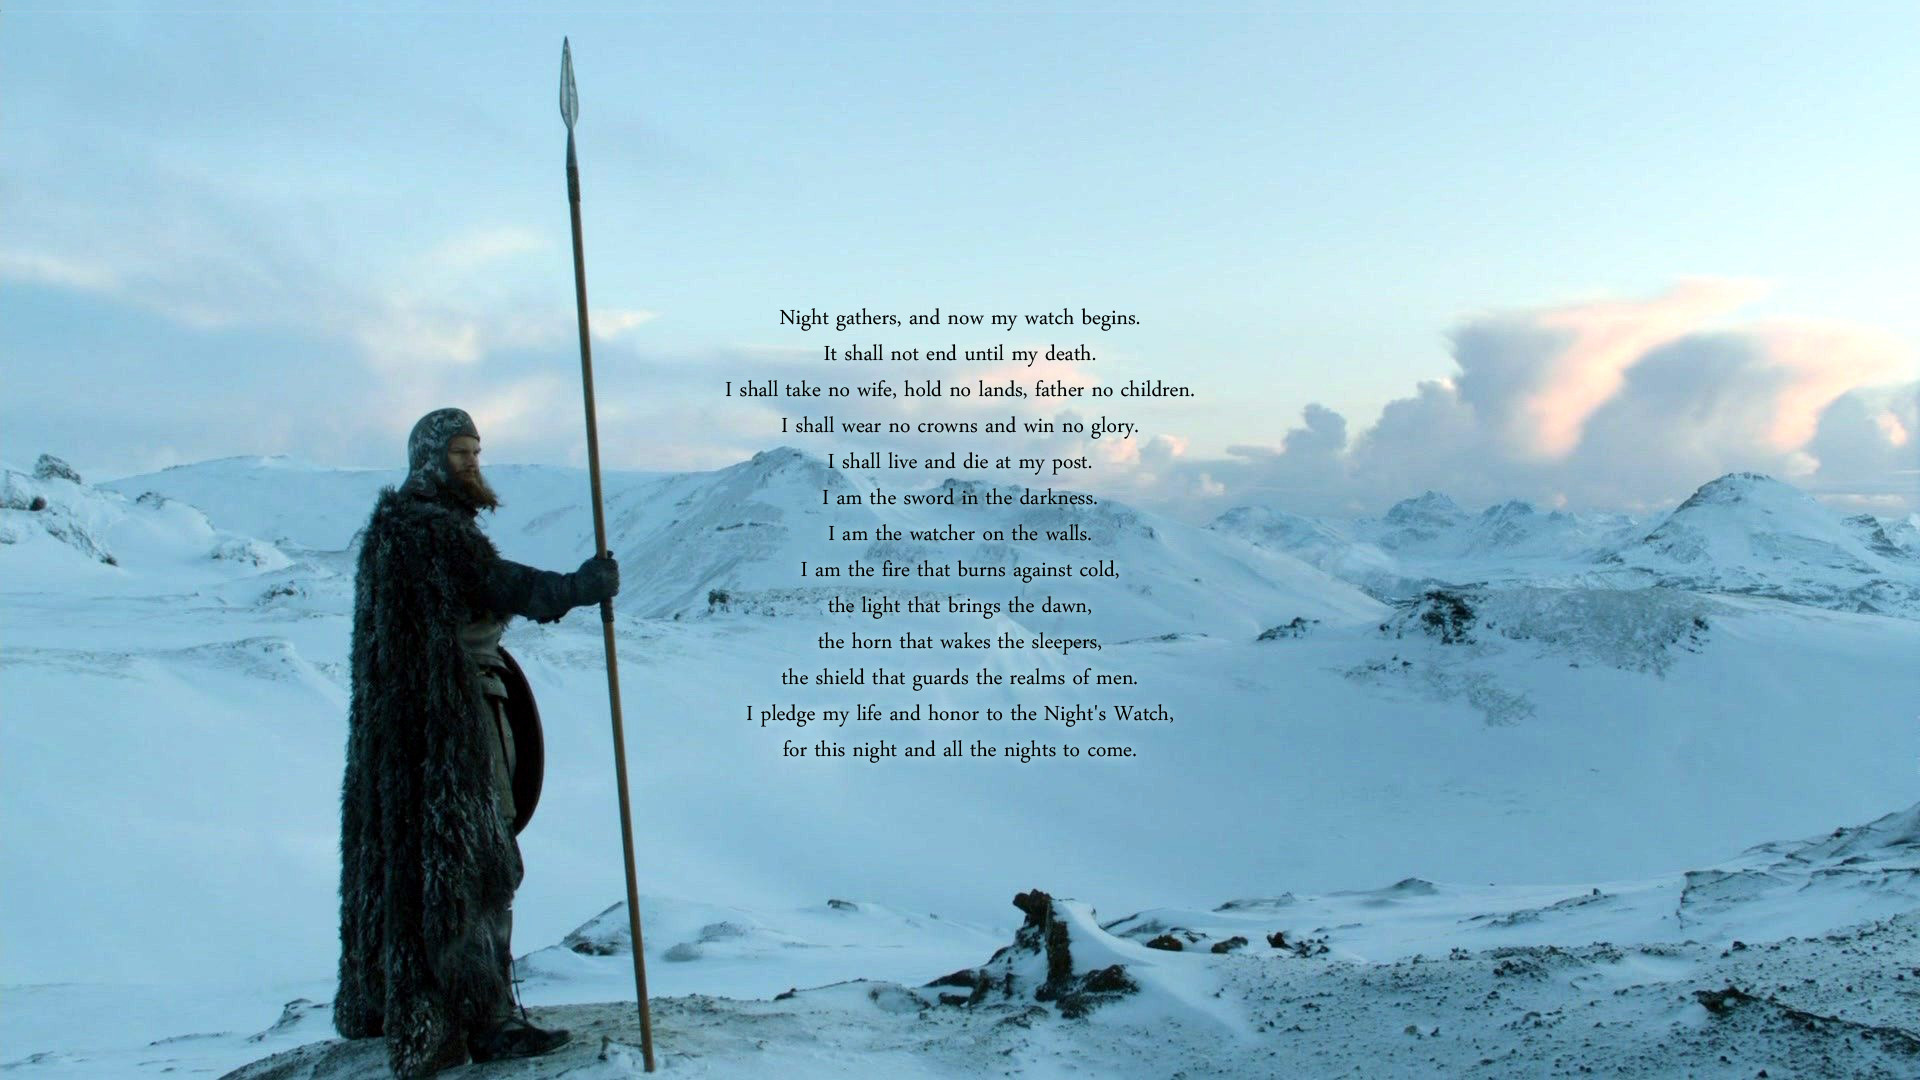 Night gathers, and now my watch begins.
It shall not end until my death.
I shall take no wife, hold no lands, father no children.
I shall wear no crowns and win no glory.
I shall live and die at my post.
I am the sword in the darkness.
I am the watcher on the walls.
I am the fire that burns against cold,
the light that brings the dawn,
the horn that wakes the sleepers,
the shield that guards the realms of men.
I pledge my life and honor to the Night's Watch,
for this night and all the nights to come.